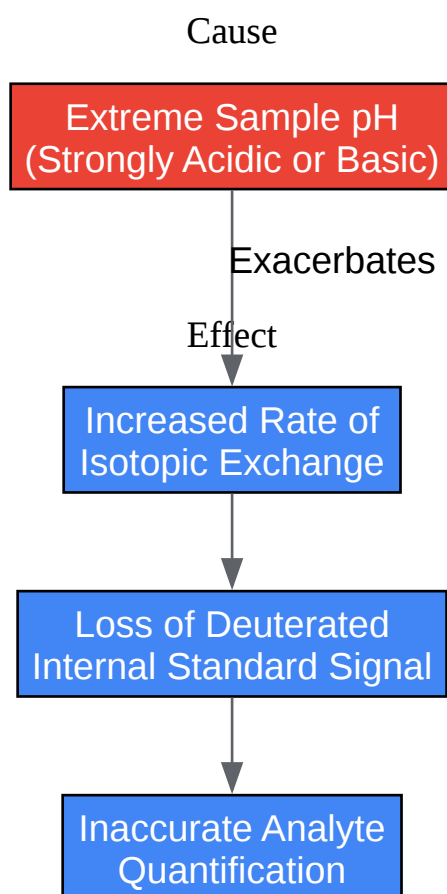 Cause
Extreme Sample pH
(Strongly Acidic or Basic)
Exacerbates
Effect
Increased Rate of
Isotopic Exchange
Loss of Deuterated
Internal Standard Signal
Inaccurate Analyte
Quantification